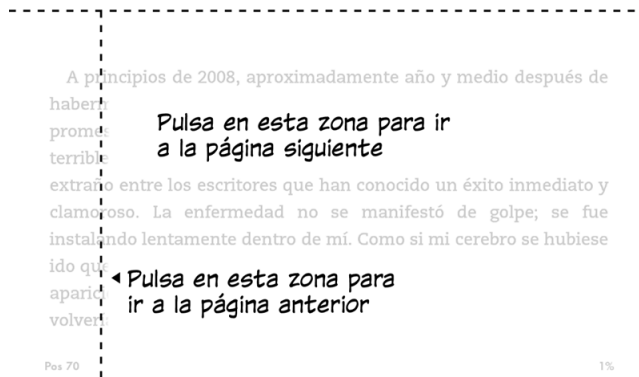 A principios de 2008, aproximadamente año y medio después de
Pulsa en esta zona para ir
a la página siguiente
extraño entre los escritores que han conocido un éxito inmediato y
clamoroso. La enfermedad no se manifestó de golpe; se fue
instalando lentamente dentro de mí. Como si mi cerebro se hubiese
ido
Pulsa en esta zona para
ir a la página anterior
Pos 70 1%